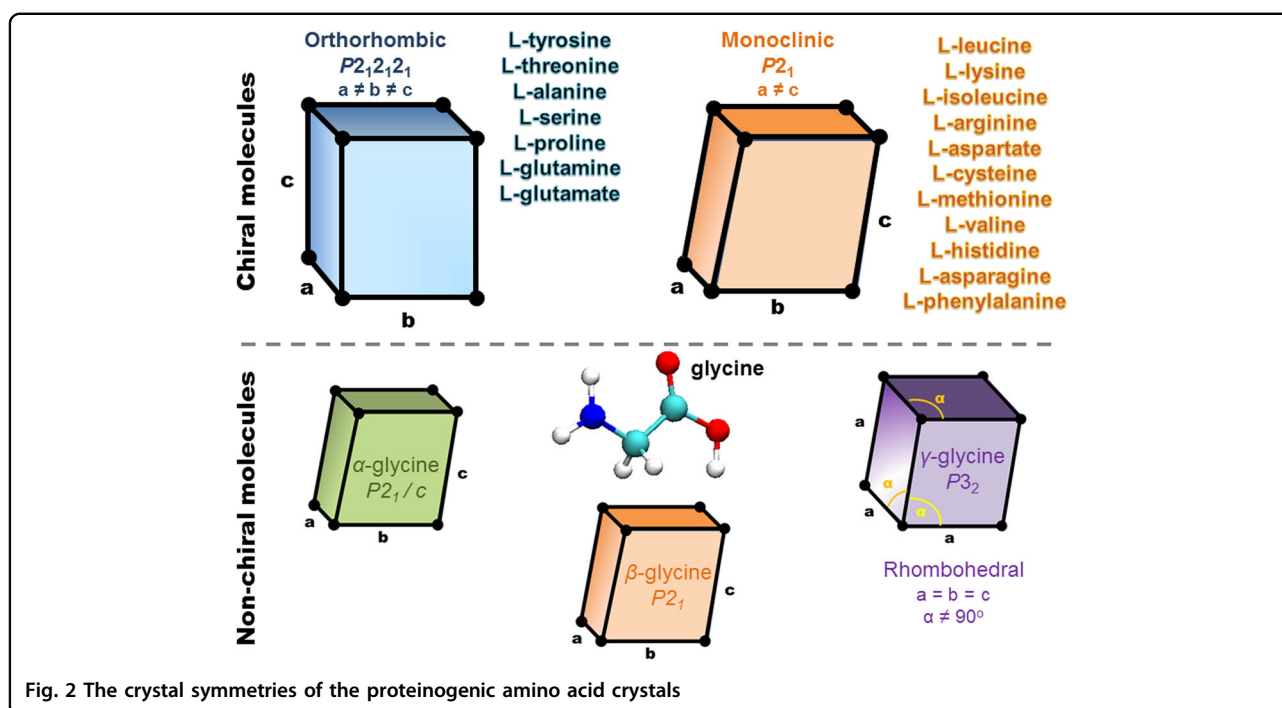 Chiral molecules
Orthorhombic
P2₁2₁2₁
a ≠ b ≠ c
c
a
b
L-tyrosine
L-threonine
L-alanine
L-serine
L-proline
L-glutamine
L-glutamate
Monoclinic
P2₁
a ≠ c
c
a
b
L-leucine
L-lysine
L-isoleucine
L-arginine
L-aspartate
L-cysteine
L-methionine
L-valine
L-histidine
L-asparagine
L-phenylalanine
Non-chiral molecules
α-glycine
P2₁/c
c
a
b
glycine
β-glycine
P2₁
c
a
b
α
a
γ-glycine
P3₂
α
α
a
a
Rhombohedral
a = b = c
α ≠ 90°
Fig. 2 The crystal symmetries of the proteinogenic amino acid crystals